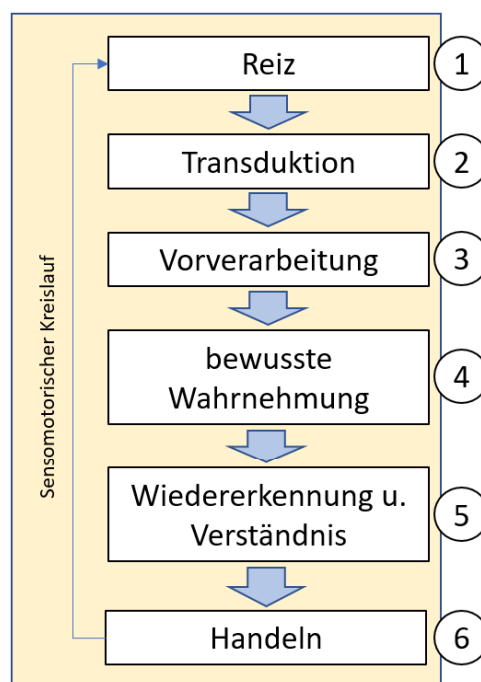 Reiz
1
Transduktion
2
Vorverarbeitung
3
bewusste
Wahrnehmung
4
Wiedererkennung u.
Verständnis
5
Handeln
6
Sensomotorischer Kreislauf